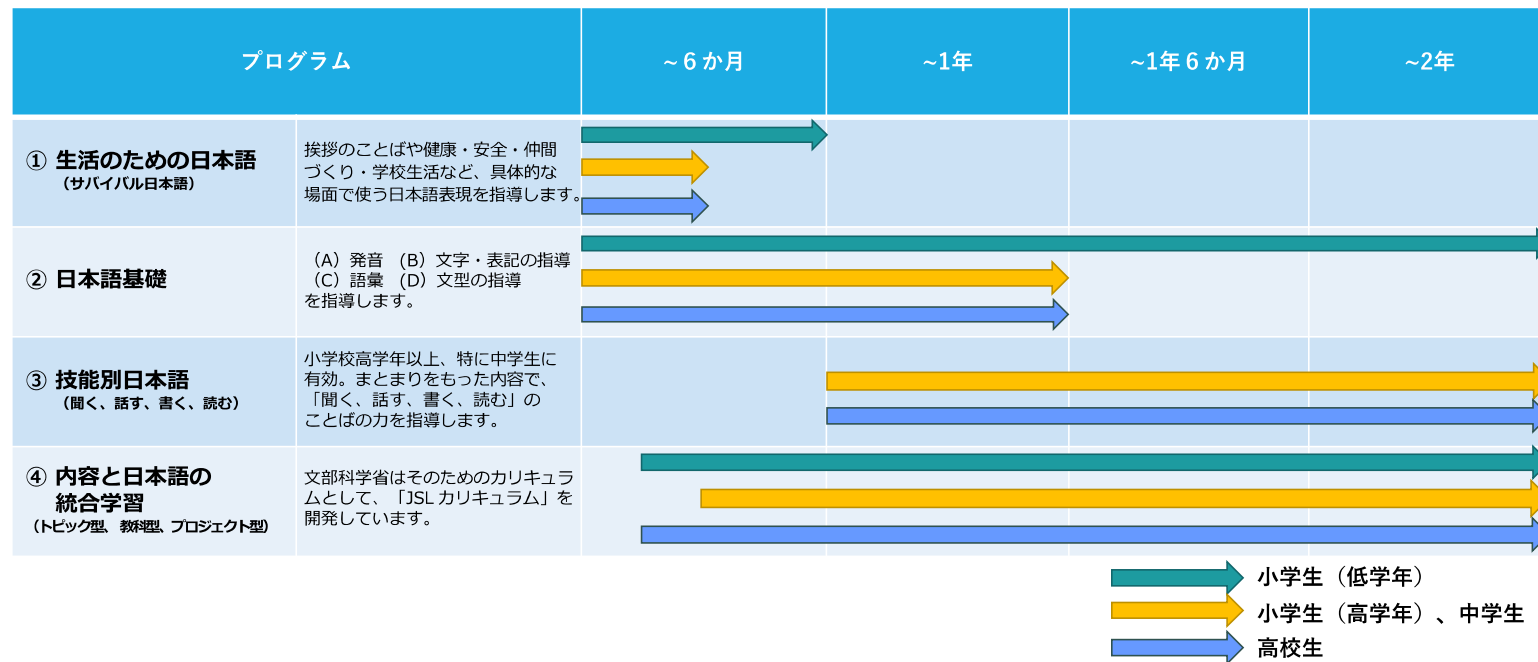 プログラム
~６か月
~1年
~1年６か月
~2年
① 生活のための日本語
（サバイバル日本語）
挨拶のことばや健康・安全・仲間
づくり・学校生活など、具体的な
場面で使う日本語表現を指導します。
② 日本語基礎
（A）発音　(B）文字・表記の指導
（C）語彙　(D）文型の指導
を指導します。
③ 技能別日本語
（聞く、話す、書く、読む）
小学校高学年以上、特に中学生に
有効。まとまりをもった内容で、
「聞く、話す、書く、読む」の
ことばの力を指導します。
④ 内容と日本語の
統合学習
（トピック型、教科型、プロジェクト型）
文部科学省はそのためのカリキュラ
ムとして、「JSL カリキュラム」を
開発しています。
小学生（低学年）
小学生（高学年）、中学生
高校生